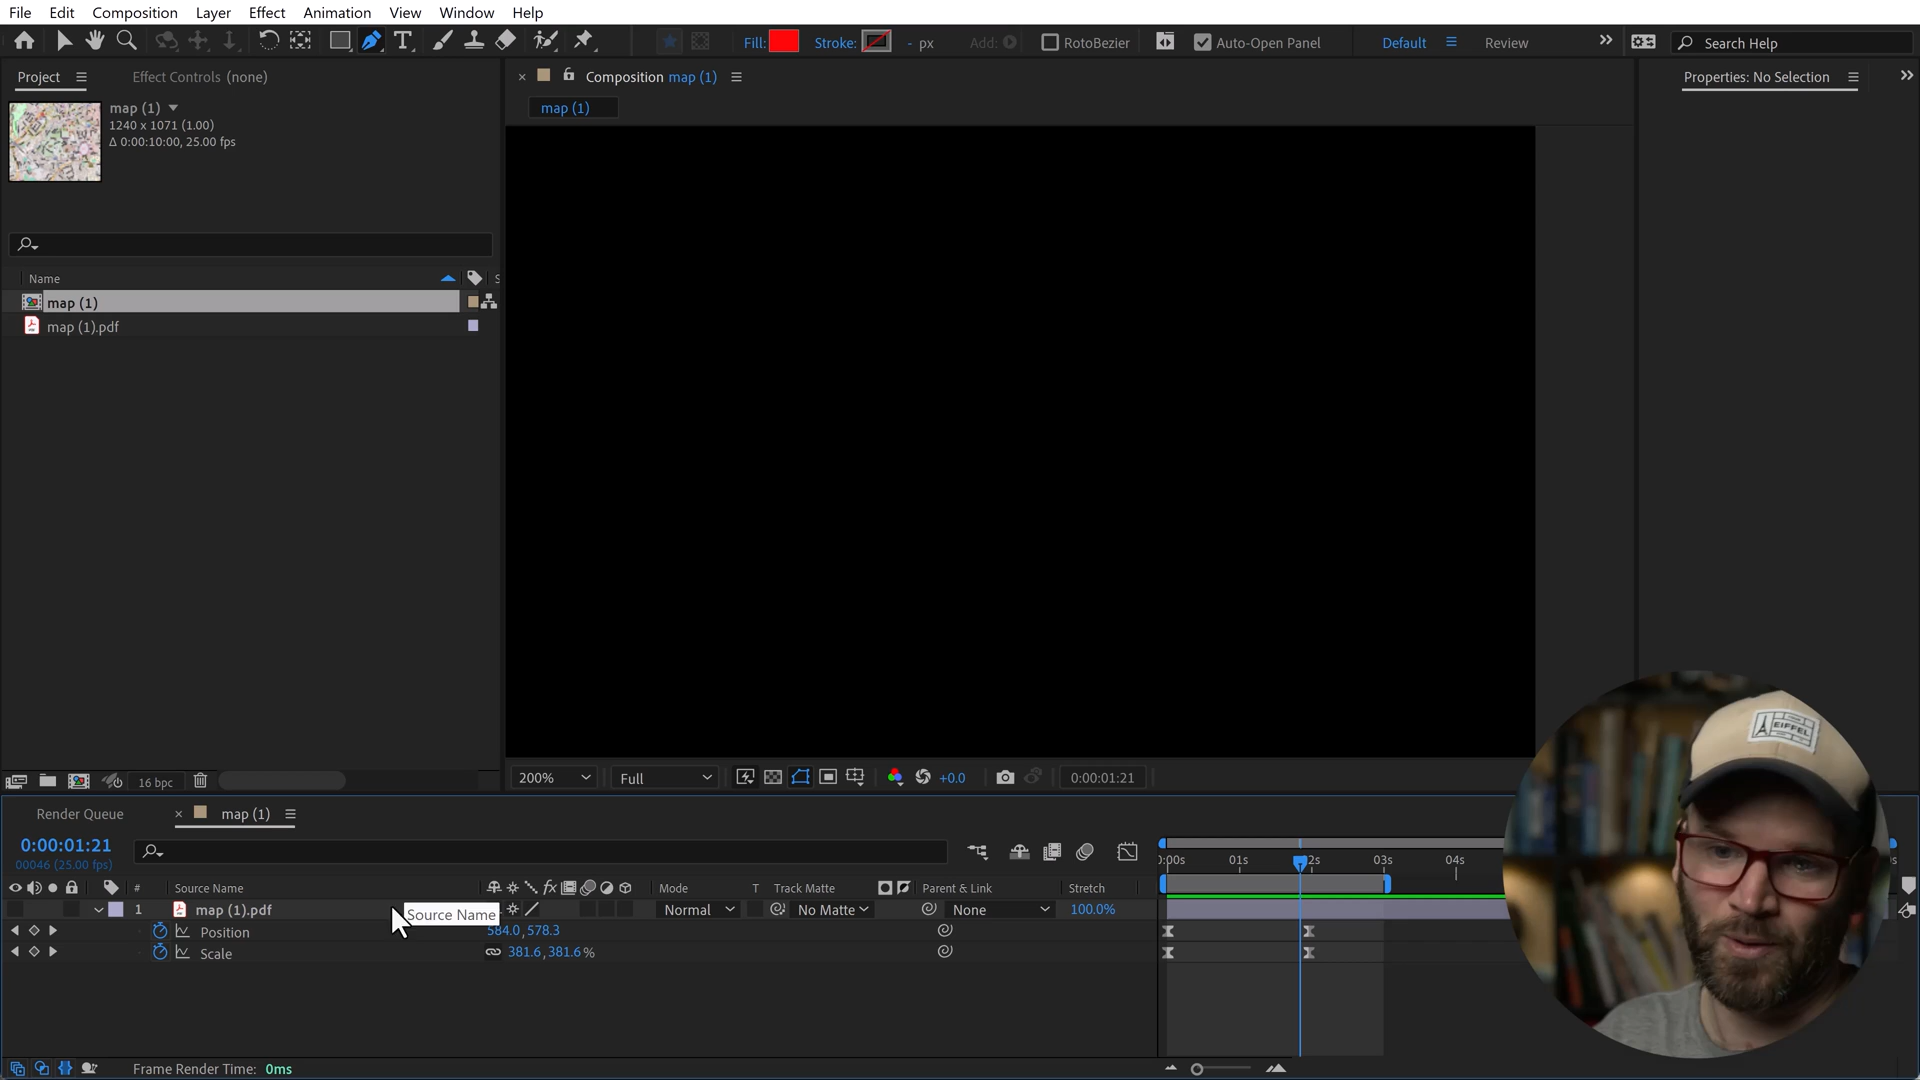 File Edit Composition Layer Effect Animation View Window Help
Fill: Stroke: - px Add: RotoBezier Auto-Open Panel Default Review Search Help
Project Effect Controls (none)
Composition map (1)
Properties: No Selection
map (1)
1240 x 1071 (1.00)
Δ 0:00:10:00, 25.00 fps
map (1)
Name S
map (1)
map (1).pdf
16 bpc
200% Full +0.0 0:00:01:21
Render Queue map (1)
0:00:01:21
00046 (25.00 fps)
:00s 01s 02s 03s 04s
# Source Name Mode T Track Matte Parent & Link Stretch
1 map (1).pdf Source Name Normal No Matte None 100.0%
Position 584.0, 578.3
Scale 381.6, 381.6 %
Frame Render Time: 0ms
EIFFEL